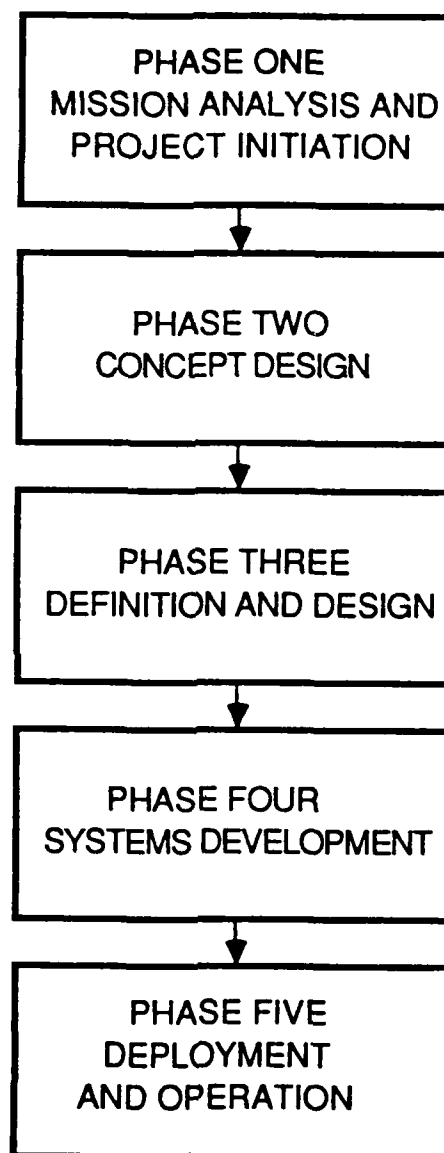 PHASE ONE
MISSION ANALYSIS AND
PROJECT INITIATION
PHASE TWO
CONCEPT DESIGN
PHASE THREE
DEFINITION AND DESIGN
PHASE FOUR
SYSTEMS DEVELOPMENT
PHASE FIVE
DEPLOYMENT
AND OPERATION